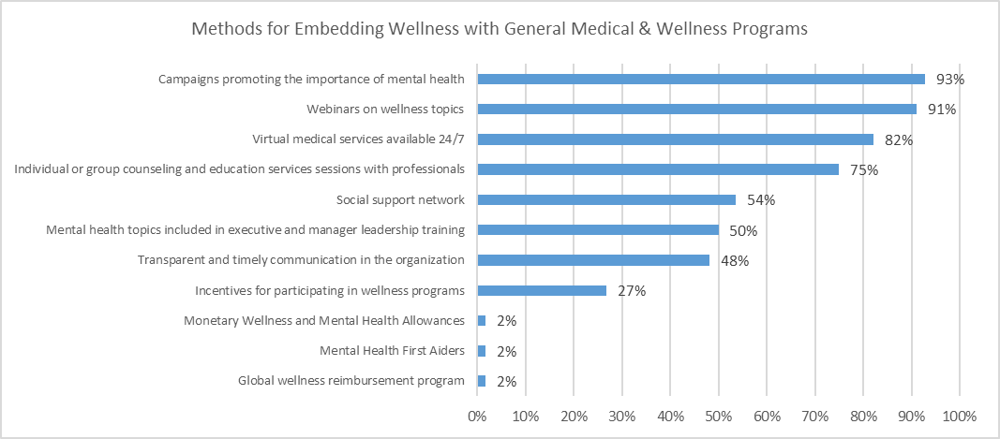 Methods for Embedding Wellness with General Medical & Wellness Programs
Campaigns promoting the importance of mental health 93%
Webinars on wellness topics 91%
Virtual medical services available 24/7 82%
Individual or group counseling and education services sessions with professionals 75%
Social support network 54%
Mental health topics included in executive and manager leadership training 50%
Transparent and timely communication in the organization 48%
Incentives for participating in wellness programs 27%
Monetary Wellness and Mental Health Allowances 2%
Mental Health First Aiders 2%
Global wellness reimbursement program 2%
0% 10% 20% 30% 40% 50% 60% 70% 80% 90% 100%